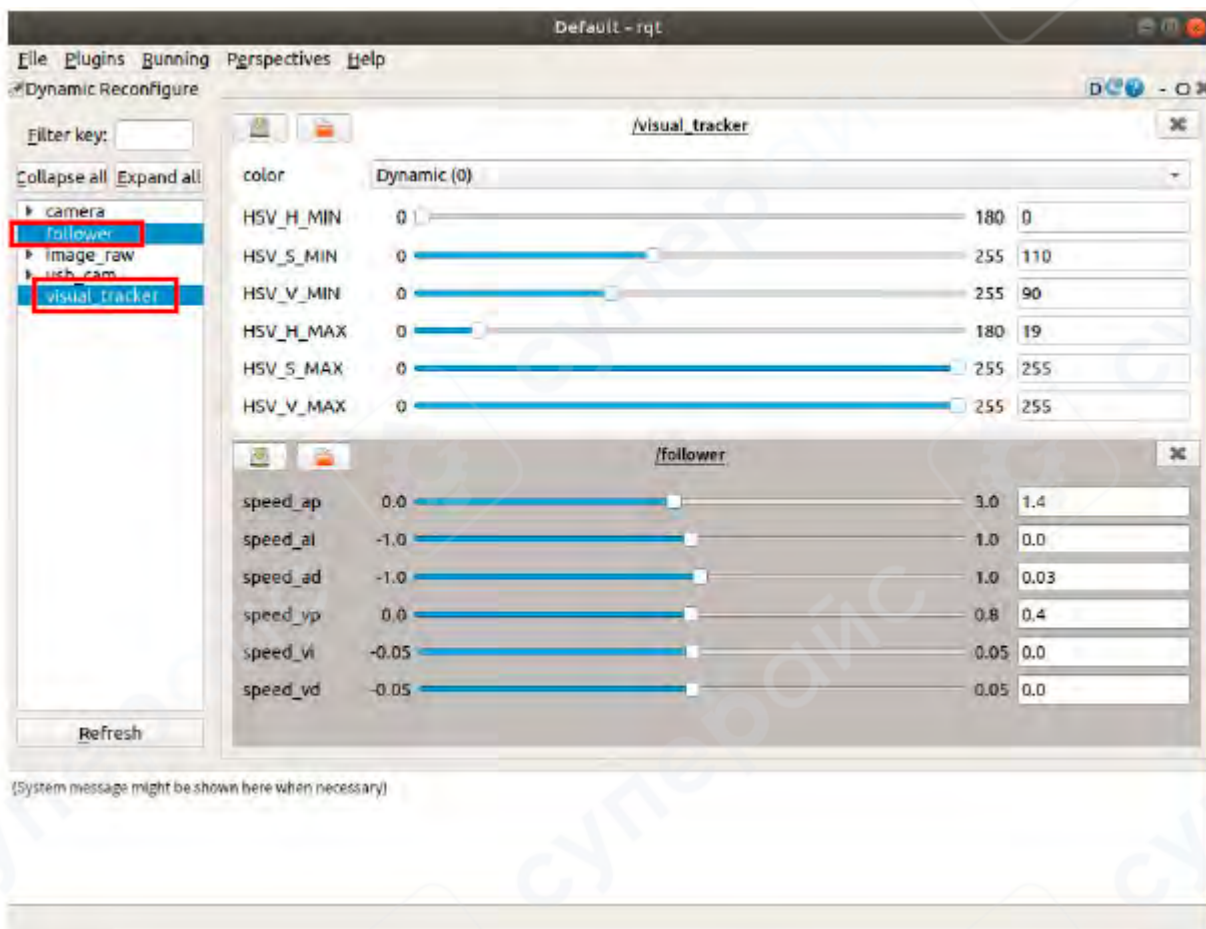 Default - rqt
File Plugins Running Perspectives Help
Dynamic Reconfigure
D
- O
Filter key:
/visual_tracker
Collapse all Expand all
color Dynamic (0)
camera
follower
image_raw
usb_cam
visual_tracker
HSV_H_MIN 0 180 0
HSV_S_MIN 0 255 110
HSV_V_MIN 0 255 90
HSV_H_MAX 0 180 19
HSV_S_MAX 0 255 255
HSV_V_MAX 0 255 255
/follower
speed_ap 0.0 3.0 1.4
speed_ai -1.0 1.0 0.0
speed_ad -1.0 1.0 0.03
speed_vp 0.0 0.8 0.4
speed_vi -0.05 0.05 0.0
speed_vd -0.05 0.05 0.0
Refresh
(System message might be shown here when necessary)
суперайс